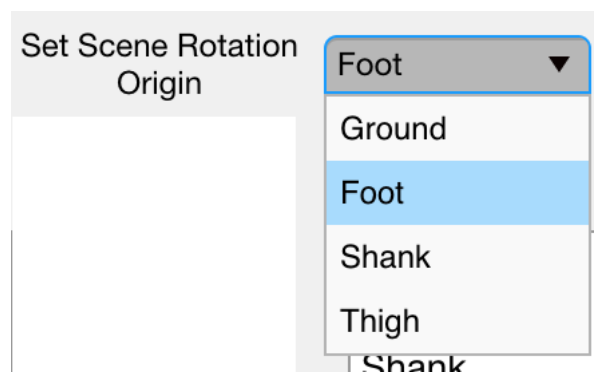 Set Scene Rotation
Origin
Foot
Ground
Foot
Shank
Thigh
Shank